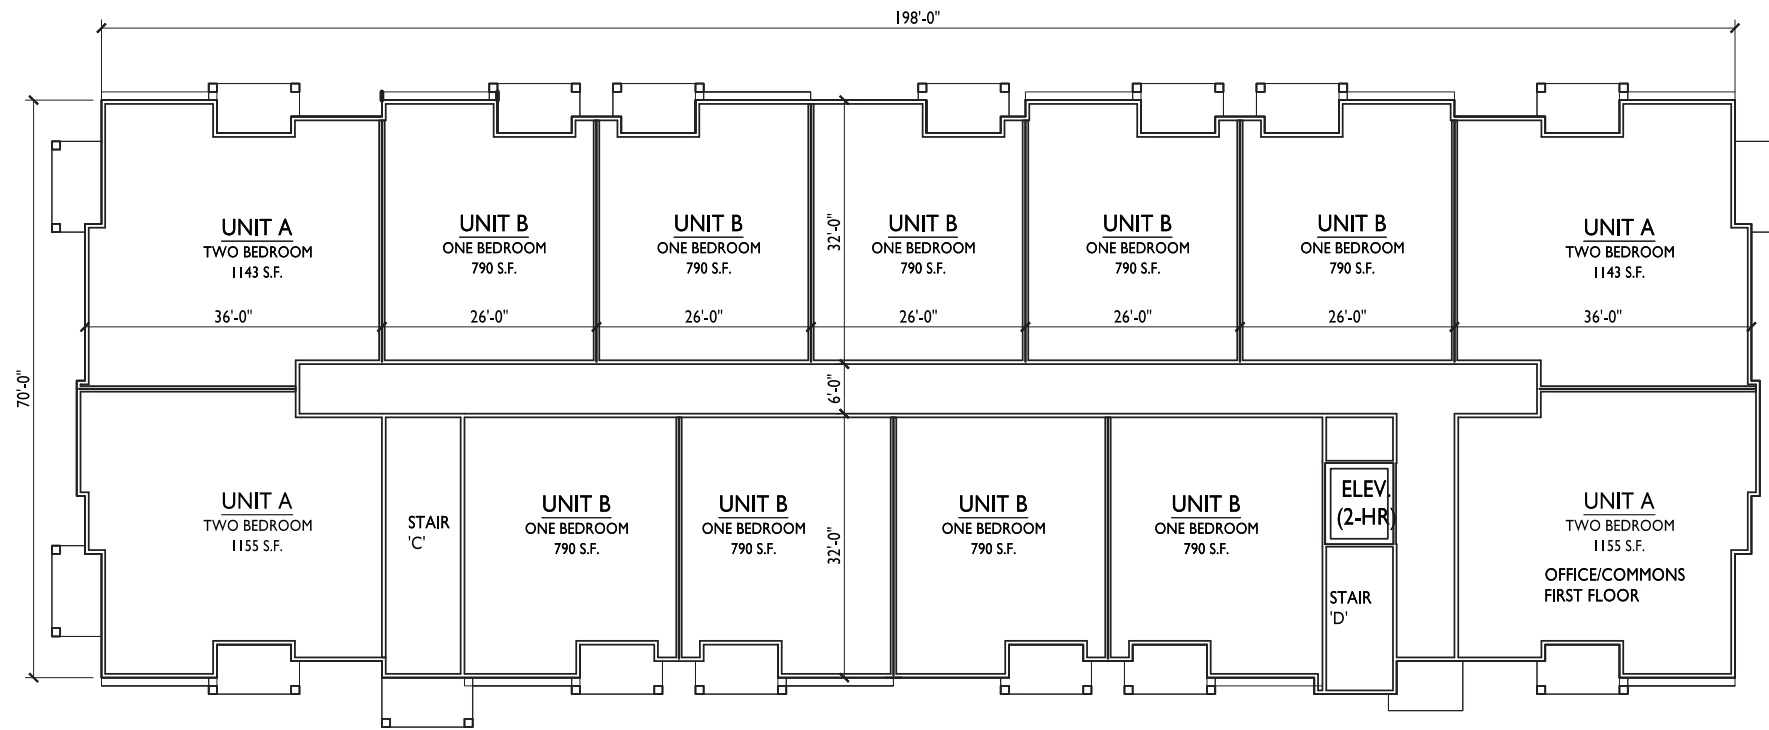 198'-0"
UNIT A
TWO BEDROOM
1143 S.F.
UNIT B
ONE BEDROOM
790 S.F.
UNIT B
ONE BEDROOM
790 S.F.
32'-0"
UNIT B
ONE BEDROOM
790 S.F.
UNIT B
ONE BEDROOM
790 S.F.
UNIT B
ONE BEDROOM
790 S.F.
UNIT A
TWO BEDROOM
1143 S.F.
36'-0"
26'-0"
26'-0"
26'-0"
26'-0"
26'-0"
36'-0"
70'-0"
6'-0"
UNIT A
TWO BEDROOM
1155 S.F.
STAIR
'C'
UNIT B
ONE BEDROOM
790 S.F.
UNIT B
ONE BEDROOM
790 S.F.
32'-0"
UNIT B
ONE BEDROOM
790 S.F.
UNIT B
ONE BEDROOM
790 S.F.
ELEV.
(2-HR)
STAIR
'D'
UNIT A
TWO BEDROOM
1155 S.F.
OFFICE/COMMONS
FIRST FLOOR